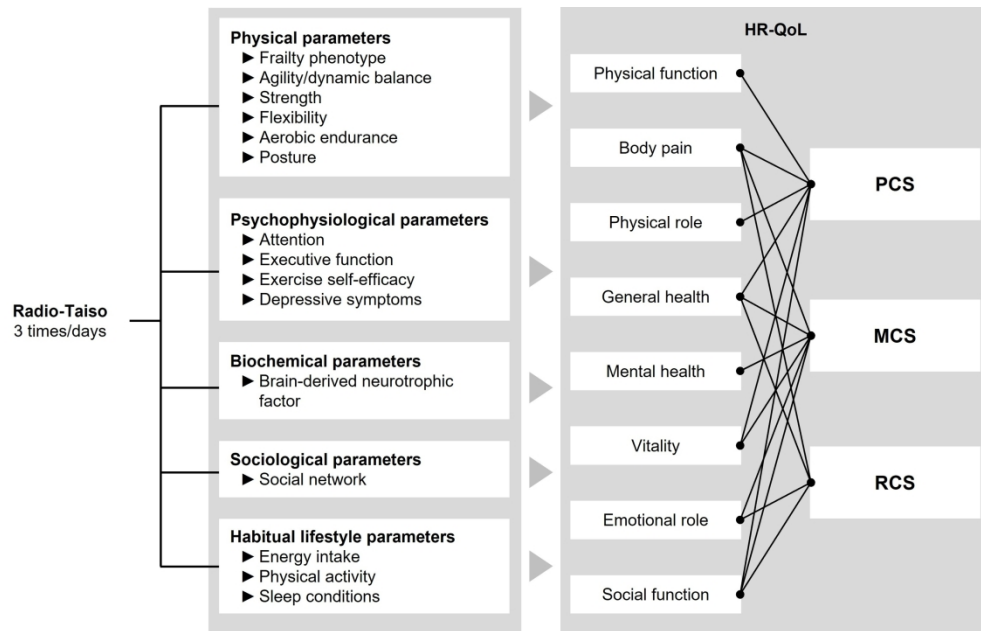 Radio-Taiso
3 times/days
Physical parameters
► Frailty phenotype
► Agility/dynamic balance
► Strength
► Flexibility
► Aerobic endurance
► Posture
Psychophysiological parameters
► Attention
► Executive function
► Exercise self-efficacy
► Depressive symptoms
Biochemical parameters
► Brain-derived neurotrophic
factor
Sociological parameters
► Social network
Habitual lifestyle parameters
► Energy intake
► Physical activity
► Sleep conditions
HR-QoL
Physical function
Body pain
Physical role
General health
Mental health
Vitality
Emotional role
Social function
PCS
MCS
RCS